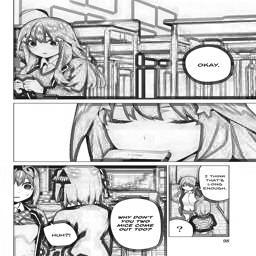 OKAY.
I THINK
THAT'S
LONG
ENOUGH.
?
WHY DON'T
YOU TWO
MICE COME
OUT TOO?
HUH?!
98